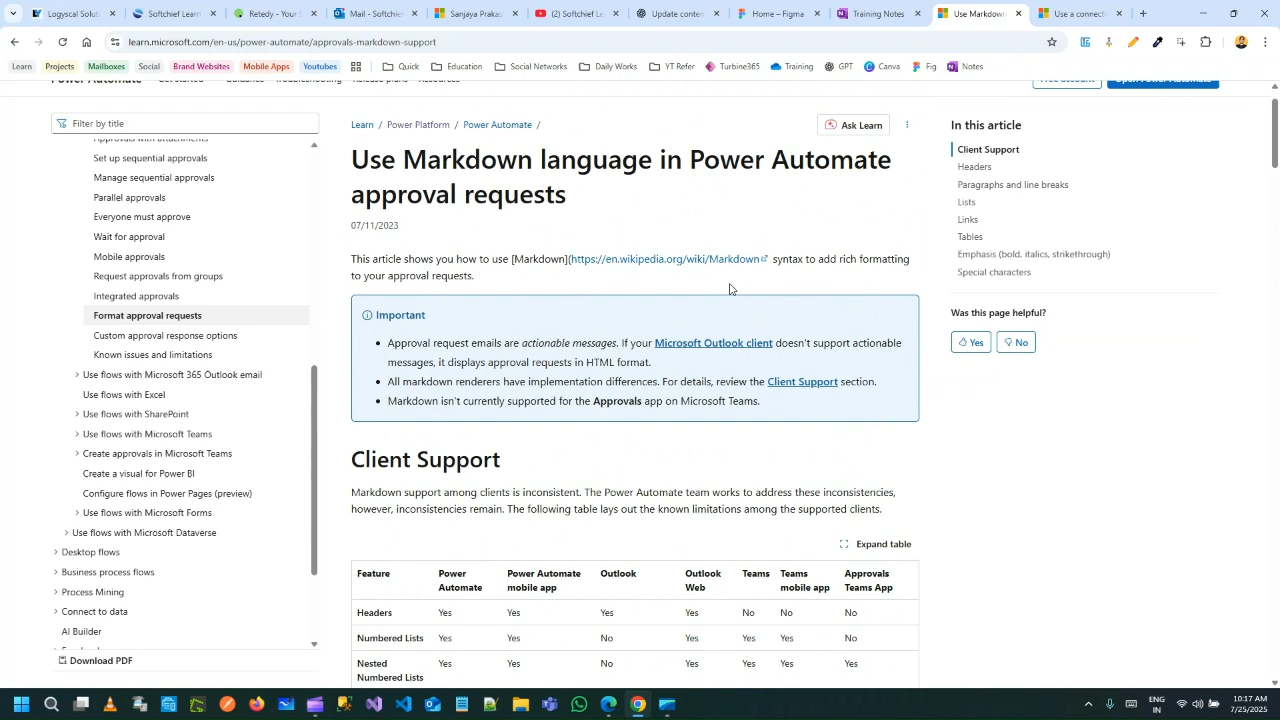 Logyscal - Softchie
Softchief Learn
Retedy - Your S
Mail - Softchief
Sanjaya Prakas
Softchief Le
Update conten
Home – Figma
Training Notes
Use Markdown
Use a connect
learn.microsoft.com/en-us/power-automate/approvals-markdown-support
Learn
Projects
Mailboxes
Social
Brand Websites
Mobile Apps
Youtubes
Quick
Education
Social Networks
Daily Works
YT Refer
Turbine365
Training
GPT
Canva
Fig
Notes
Filter by title
Approvals with attachments
Set up sequential approvals
Manage sequential approvals
Parallel approvals
Everyone must approve
Wait for approval
Mobile approvals
Request approvals from groups
Integrated approvals
Format approval requests
Custom approval response options
Known issues and limitations
Use flows with Microsoft 365 Outlook email
Use flows with Excel
Use flows with SharePoint
Use flows with Microsoft Teams
Create approvals in Microsoft Teams
Create a visual for Power BI
Configure flows in Power Pages (preview)
Use flows with Microsoft Forms
Use flows with Microsoft Dataverse
Desktop flows
Business process flows
Process Mining
Connect to data
AI Builder
Download PDF
Learn / Power Platform / Power Automate /
Ask Learn
Use Markdown language in Power Automate
approval requests
07/11/2023
This article shows you how to use [Markdown](https://en.wikipedia.org/wiki/Markdown syntax to add rich formatting
to your approval requests.
Important
Approval request emails are actionable messages. If your Microsoft Outlook client doesn't support actionable
messages, it displays approval requests in HTML format.
All markdown renderers have implementation differences. For details, review the Client Support section.
Markdown isn't currently supported for the Approvals app on Microsoft Teams.
Client Support
Markdown support among clients is inconsistent. The Power Automate team works to address these inconsistencies,
however, inconsistencies remain. The following table lays out the known limitations among the supported clients.
Expand table
Feature Power Automate Power Automate mobile app Outlook Outlook Web Teams Teams mobile app Approvals Teams App
Headers Yes Yes Yes Yes No No No
Numbered Lists Yes Yes No Yes Yes Yes No
Nested Numbered Lists Yes Yes No Yes Yes Yes Yes
In this article
Client Support
Headers
Paragraphs and line breaks
Lists
Links
Tables
Emphasis (bold, italics, strikethrough)
Special characters
Was this page helpful?
Yes
No
ENG
IN
10:17 AM
7/25/2025